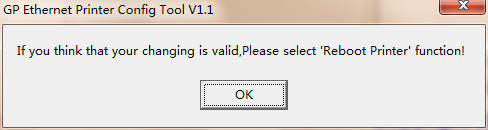 GP Ethernet Printer Config Tool V1.1
If you think that your changing is valid,Please select 'Reboot Printer' function!
OK